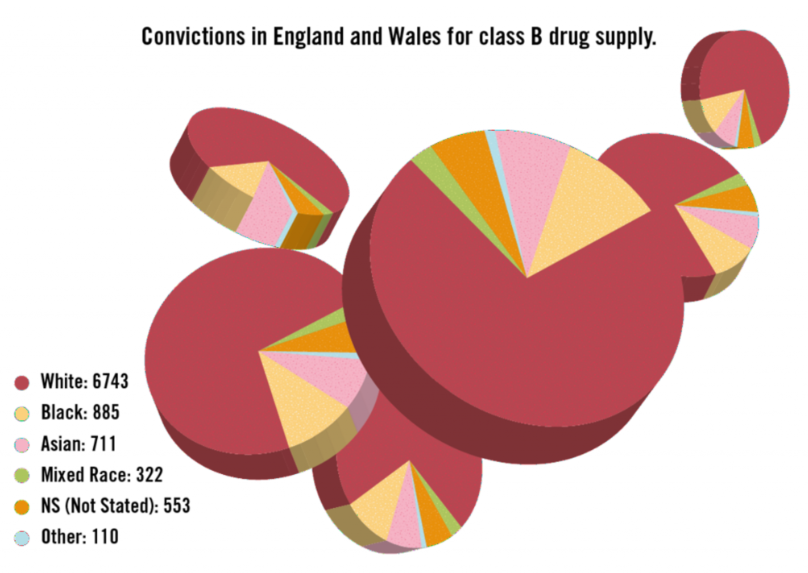 Convictions in England and Wales for class B drug supply.
White: 6743
Black: 885
Asian: 711
Mixed Race: 322
NS (Not Stated): 553
Other: 110